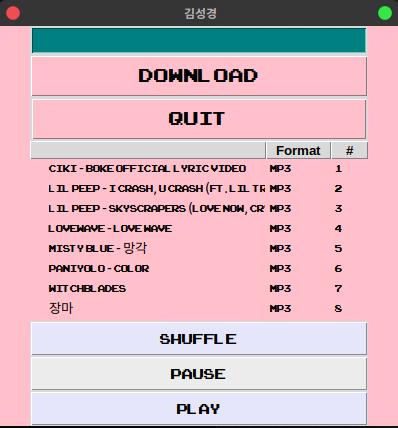 김성경
DOWNLOAD
QUIT
Format #
CIKI - BOKE OFFICIAL LYRIC VIDEO MP3 1
LIL PEEP - I CRASH, U CRASH (FT. LIL TR MP3 2
LIL PEEP - SKYSCRAPERS (LOVE NOW, CR MP3 3
LOVEWAVE - LOVE WAVE MP3 4
MISTY BLUE - 망각 MP3 5
PANIYOLO - COLOR MP3 6
WITCHBLADES MP3 7
장마 MP3 8
SHUFFLE
PAUSE
PLAY